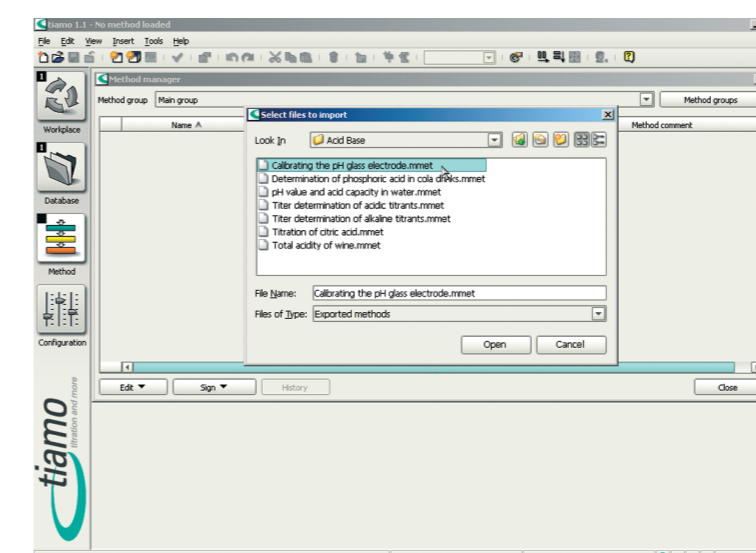 tiamo 1.1 - No method loaded
File Edit View Insert Tools Help
1
Workplace
1
Database
Method
Configuration
tiamo
titration and more
Method manager
Method group Main group Method groups
Name Method comment
Select files to import
Look In Acid Base
Calibrating the pH glass electrode.mmet
Determination of phosphoric acid in cola drinks.mmet
pH value and acid capacity in water.mmet
Titer determination of acidic titrants.mmet
Titer determination of alkaline titrants.mmet
Titration of citric acid.mmet
Total acidity of wine.mmet
File Name: Calibrating the pH glass electrode.mmet
Files of Type: Exported methods
Open Cancel
Edit Sign History Close